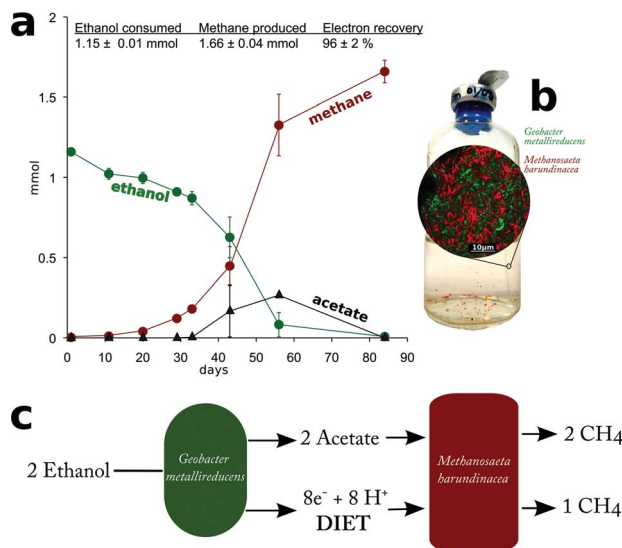 a
Ethanol consumed Methane produced Electron recovery
1.15 ± 0.01 mmol 1.66 ± 0.04 mmol 96 ± 2 %
2
1.5
1
0.5
0
mmol
methane
ethanol
acetate
0 10 20 30 40 50 60 70 80 90
days
b
Geobacter
metallireducens
Methanosaeta
harundinacea
10µm
c
2 Ethanol
Geobacter
metallireducens
2 Acetate
8e⁻ + 8 H⁺
DIET
Methanosaeta
harundinacea
2 CH4
1 CH4